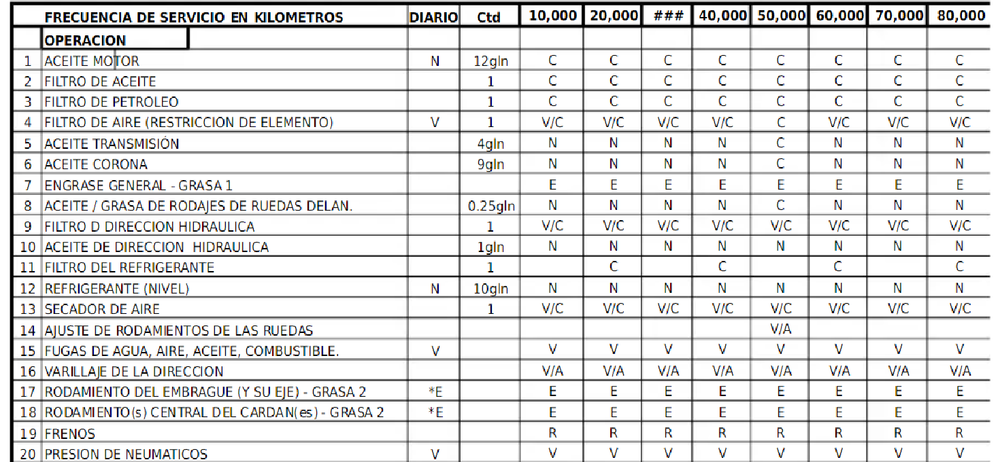 FRECUENCIA DE SERVICIO EN KILOMETROS DIARIO Ctd 10,000 20,000 ### 40,000 50,000 60,000 70,000 80,000
OPERACION
1 ACEITE MOTOR N 12gln C C C C C C C C
2 FILTRO DE ACEITE 1 C C C C C C C C
3 FILTRO DE PETROLEO 1 C C C C C C C C
4 FILTRO DE AIRE (RESTRICCION DE ELEMENTO) V 1 V/C V/C V/C V/C C V/C V/C V/C
5 ACEITE TRANSMISIÓN 4gln N N N N C N N N
6 ACEITE CORONA 9gln N N N N C N N N
7 ENGRASE GENERAL - GRASA 1 E E E E E E E E
8 ACEITE / GRASA DE RODAJES DE RUEDAS DELAN. 0.25gln N N N N C N N N
9 FILTRO D DIRECCION HIDRAULICA 1 V/C V/C V/C V/C V/C V/C V/C V/C
10 ACEITE DE DIRECCION HIDRAULICA 1gln N N N N N N N N
11 FILTRO DEL REFRIGERANTE 1 C C C C
12 REFRIGERANTE (NIVEL) N 10gln N N N N N N N N
13 SECADOR DE AIRE 1 V/C V/C V/C V/C V/C V/C V/C V/C
14 AJUSTE DE RODAMIENTOS DE LAS RUEDAS V/A
15 FUGAS DE AGUA, AIRE, ACEITE, COMBUSTIBLE. V V V V V V V V V
16 VARILLAJE DE LA DIRECCION V/A V/A V/A V/A V/A V/A V/A V/A
17 RODAMIENTO DEL EMBRAGUE (Y SU EJE) - GRASA 2 *E E E E E E E E E
18 RODAMIENTO(s) CENTRAL DEL CARDAN(es) - GRASA 2 *E E E E E E E E E
19 FRENOS R R R R R R R R
20 PRESION DE NEUMATICOS V V V V V V V V V